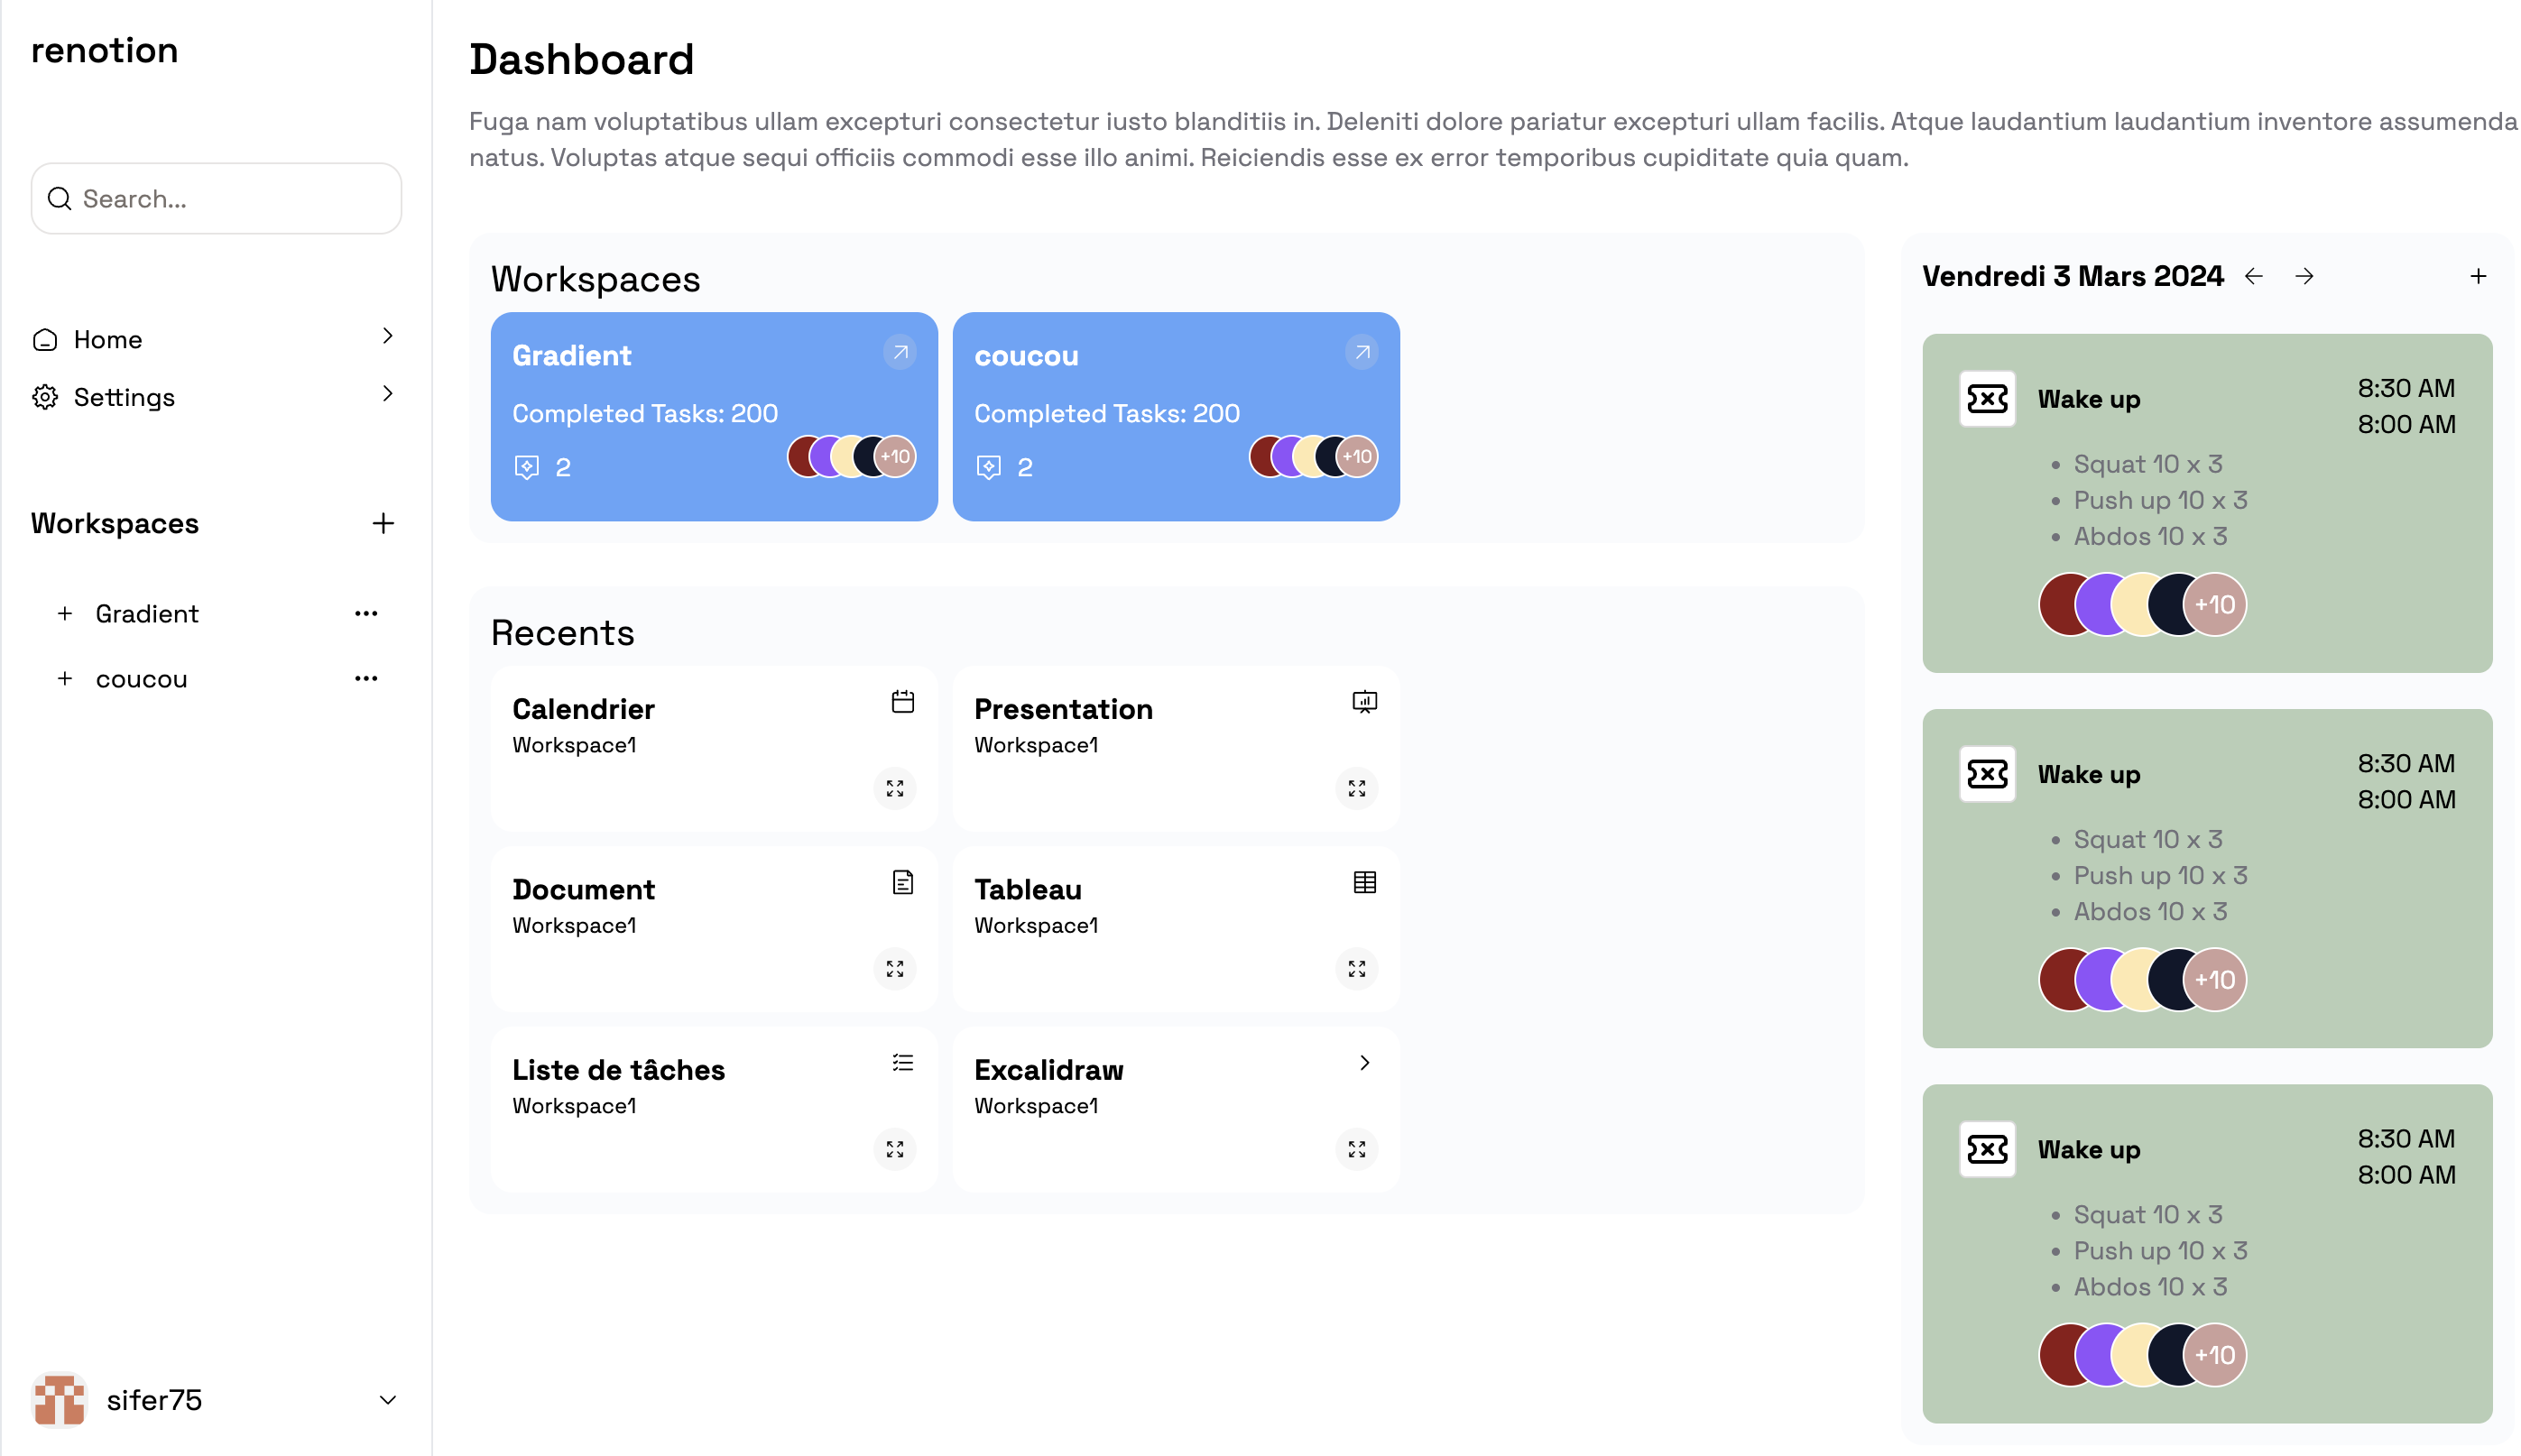 renotion
Search...
Home
Settings
Workspaces
Gradient
coucou
sifer75
Dashboard
Fuga nam voluptatibus ullam excepturi consectetur iusto blanditiis in. Deleniti dolore pariatur excepturi ullam facilis. Atque laudantium laudantium inventore assumenda
natus. Voluptas atque sequi officiis commodi esse illo animi. Reiciendis esse ex error temporibus cupiditate quia quam.
Workspaces
Gradient
Completed Tasks: 200
2
+10
coucou
Completed Tasks: 200
2
+10
Recents
Calendrier
Workspace1
Presentation
Workspace1
Document
Workspace1
Tableau
Workspace1
Liste de tâches
Workspace1
Excalidraw
Workspace1
Vendredi 3 Mars 2024
Wake up
8:30 AM
8:00 AM
Squat 10 x 3
Push up 10 x 3
Abdos 10 x 3
+10
Wake up
8:30 AM
8:00 AM
Squat 10 x 3
Push up 10 x 3
Abdos 10 x 3
+10
Wake up
8:30 AM
8:00 AM
Squat 10 x 3
Push up 10 x 3
Abdos 10 x 3
+10